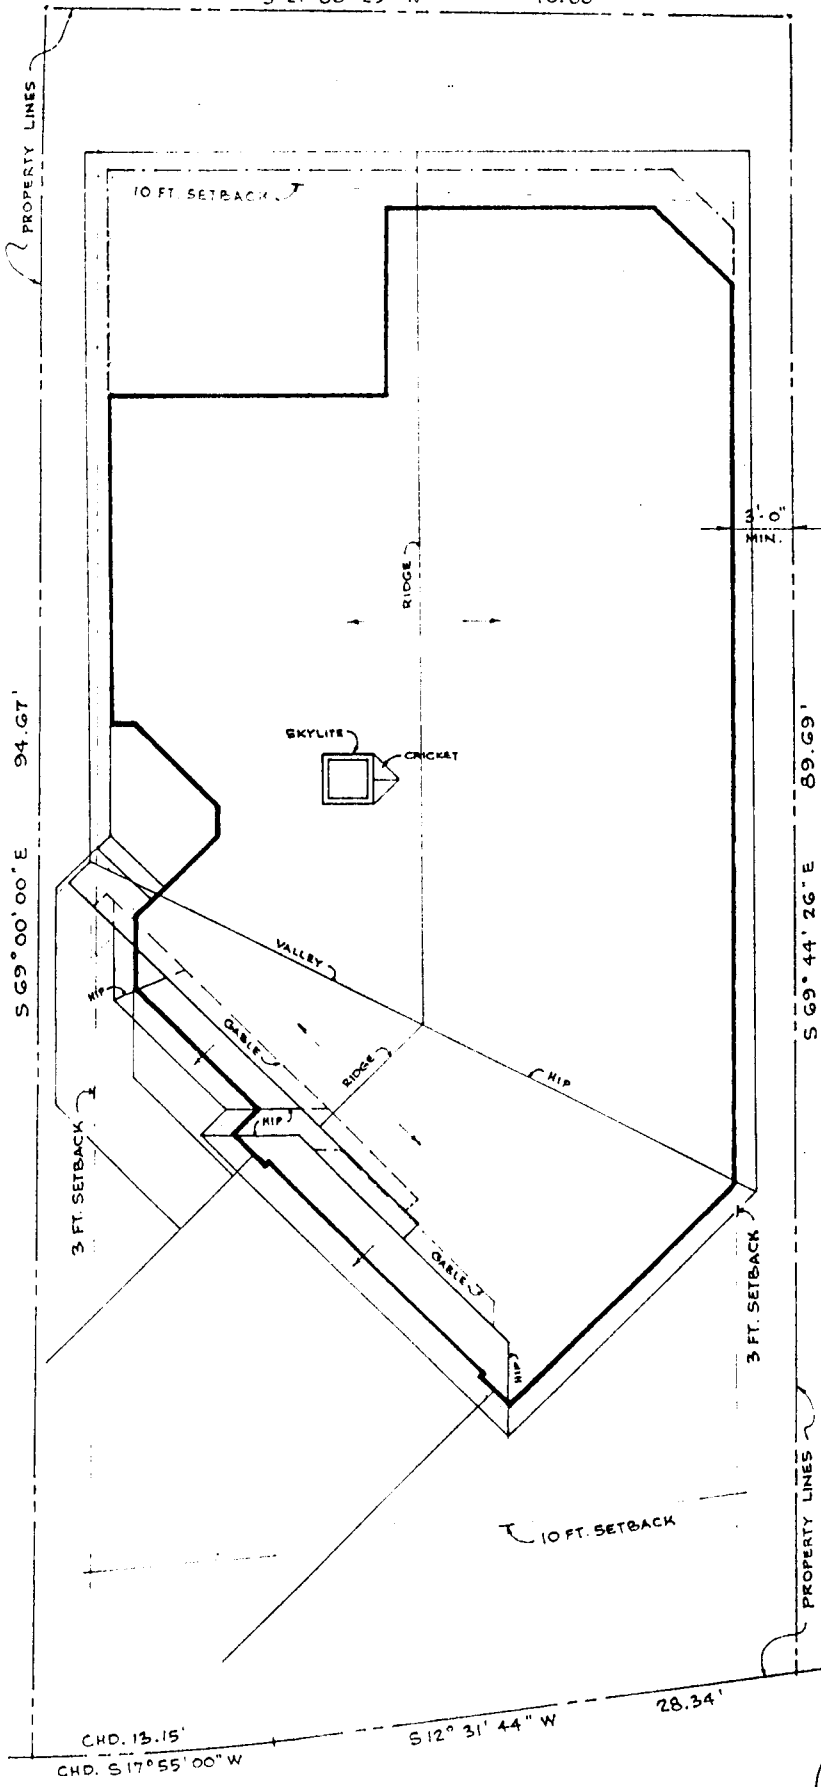 PROPERTY LINES
10 FT. SETBACK
3'-0"
MIN.
RIDGE
SKYLITE
CRICKET
S 69° 00' 00" E 94.67'
S 69° 44' 26" E 89.69'
VALLEY
HIP
GABLE
RIDGE
HIP
HIP
3 FT. SETBACK
GABLE
HIP
3 FT. SETBACK
10 FT. SETBACK
PROPERTY LINES
28.34'
S 12° 31' 44" W
CHD. 13.15'
CHD. S 17° 55' 00" W